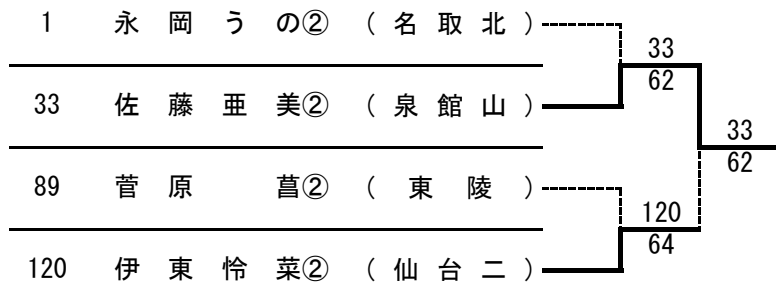 1 永岡うの② (名取北)
33
62
33 佐藤亜美② (泉館山)
33
62
89 菅原 菖② (東陵)
120
64
120 伊東怜菜② (仙台二)